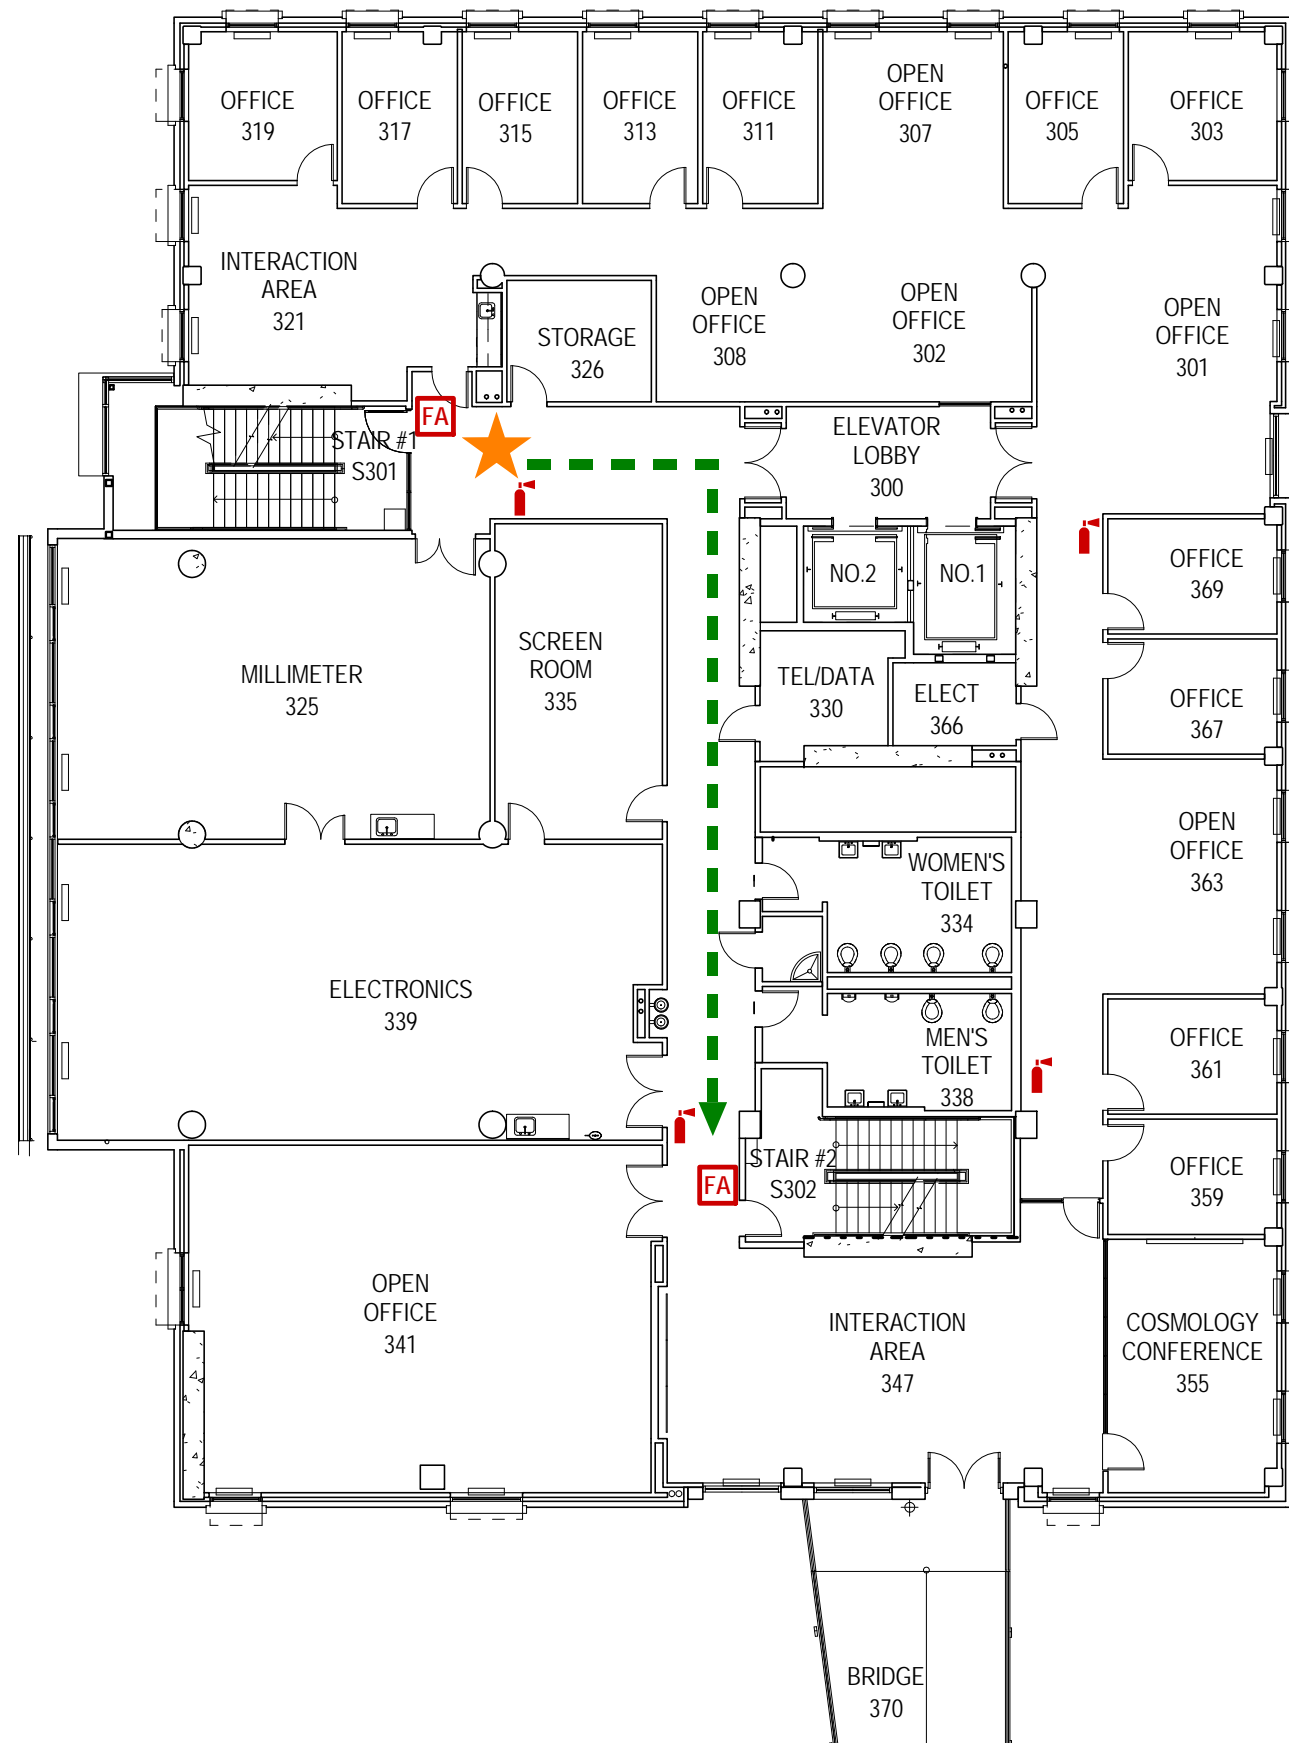 OFFICE
319
OFFICE
317
OFFICE
315
OFFICE
313
OFFICE
311
OPEN
OFFICE
307
OFFICE
305
OFFICE
303
INTERACTION
AREA
321
STORAGE
326
OPEN
OFFICE
308
OPEN
OFFICE
302
OPEN
OFFICE
301
FA
STAIR #1
S301
ELEVATOR
LOBBY
300
NO.2
NO.1
OFFICE
369
MILLIMETER
325
SCREEN
ROOM
335
TEL/DATA
330
ELECT
366
OFFICE
367
OPEN
OFFICE
363
WOMEN'S
TOILET
334
ELECTRONICS
339
MEN'S
TOILET
338
OFFICE
361
FA
STAIR #2
S302
OFFICE
359
OPEN
OFFICE
341
INTERACTION
AREA
347
COSMOLOGY
CONFERENCE
355
BRIDGE
370